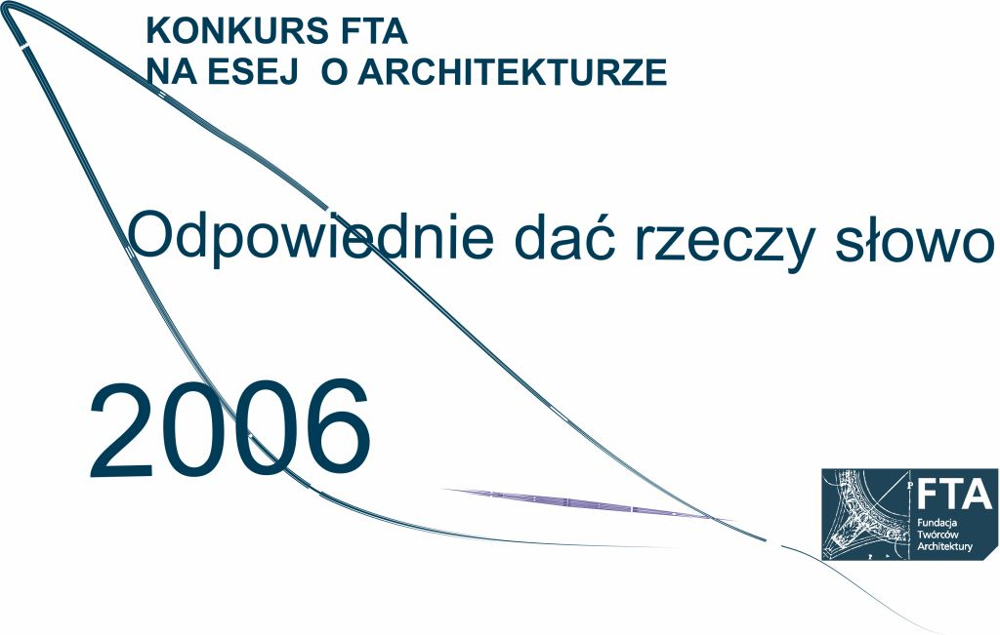 KONKURS FTA
NA ESEJ O ARCHITEKTURZE
Odpowiednie dać rzeczy słowo
2006
P
FTA
Fundacja
Twórców
Architektury
P